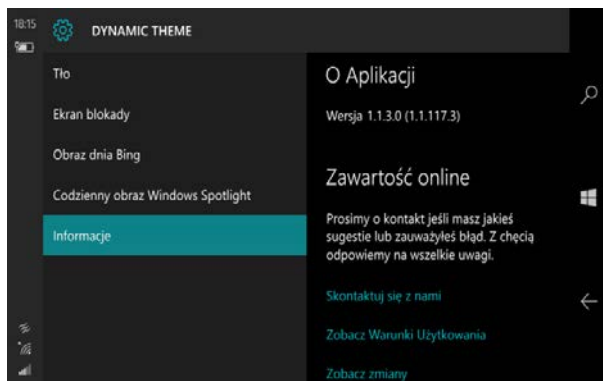 18:15
DYNAMIC THEME
Tło
Ekran blokady
Obraz dnia Bing
Codzienny obraz Windows Spotlight
Informacje
O Aplikacji
Wersja 1.1.3.0 (1.1.117.3)
Zawartość online
Prosimy o kontakt jeśli masz jakieś
sugestie lub zauważyłeś błąd. Z chęcią
odpowiemy na wszelkie uwagi.
Skontaktuj się z nami
Zobacz Warunki Użytkowania
Zobacz zmiany